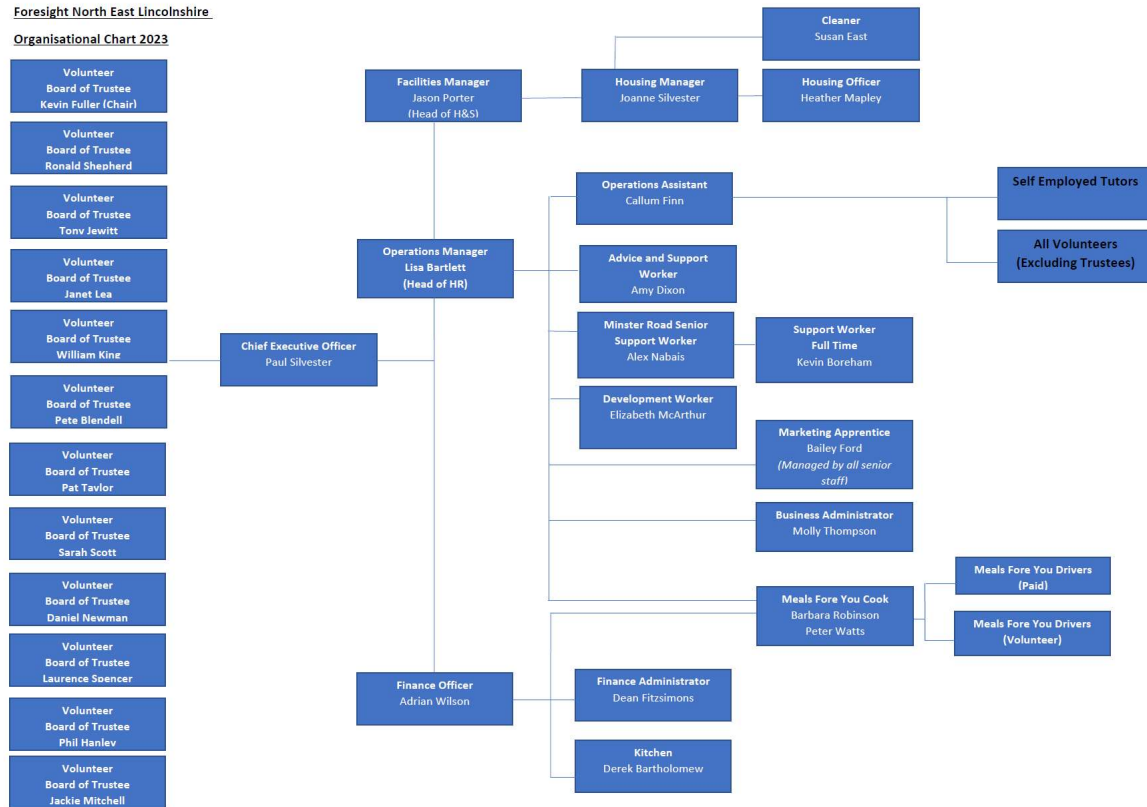 Foresight North East Lincolnshire
Organisational Chart 2023
Volunteer
Board of Trustee
Kevin Fuller (Chair)
Volunteer
Board of Trustee
Ronald Shepherd
Volunteer
Board of Trustee
Tony Jewitt
Volunteer
Board of Trustee
Janet Lea
Volunteer
Board of Trustee
William King
Volunteer
Board of Trustee
Pete Blendell
Volunteer
Board of Trustee
Pat Taylor
Volunteer
Board of Trustee
Sarah Scott
Volunteer
Board of Trustee
Daniel Newman
Volunteer
Board of Trustee
Laurence Spencer
Volunteer
Board of Trustee
Phil Hanley
Volunteer
Board of Trustee
Jackie Mitchell
Chief Executive Officer
Paul Silvester
Facilities Manager
Jason Porter
(Head of H&S)
Operations Manager
Lisa Bartlett
(Head of HR)
Finance Officer
Adrian Wilson
Housing Manager
Joanne Silvester
Cleaner
Susan East
Housing Officer
Heather Mapley
Operations Assistant
Callum Finn
Self Employed Tutors
All Volunteers
(Excluding Trustees)
Advice and Support
Worker
Amy Dixon
Minster Road Senior
Support Worker
Alex Nabais
Support Worker
Full Time
Kevin Boreham
Development Worker
Elizabeth McArthur
Marketing Apprentice
Bailey Ford
(Managed by all senior
staff)
Business Administrator
Molly Thompson
Meals Fore You Cook
Barbara Robinson
Peter Watts
Meals Fore You Drivers
(Paid)
Meals Fore You Drivers
(Volunteer)
Finance Administrator
Dean Fitzsimons
Kitchen
Derek Bartholomew